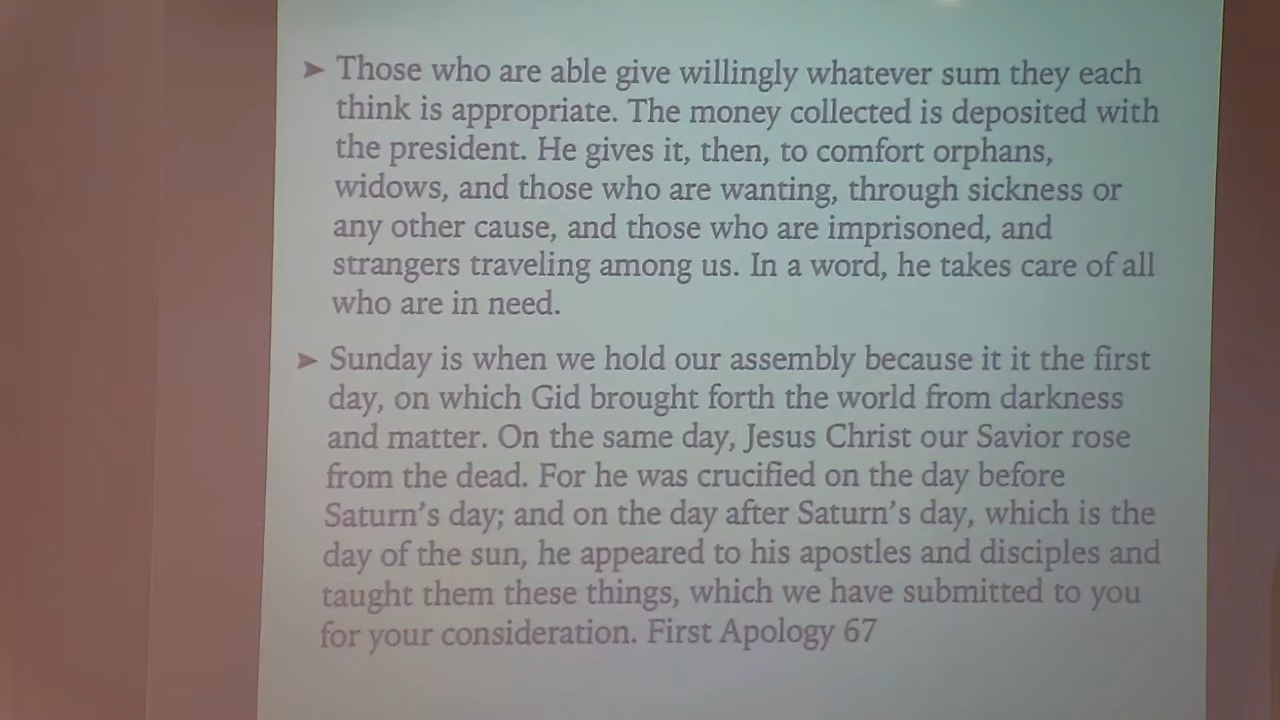 ➤ Those who are able give willingly whatever sum they each
think is appropriate. The money collected is deposited with
the president. He gives it, then, to comfort orphans,
widows, and those who are wanting, through sickness or
any other cause, and those who are imprisoned, and
strangers traveling among us. In a word, he takes care of all
who are in need.
➤ Sunday is when we hold our assembly because it it the first
day, on which Gid brought forth the world from darkness
and matter. On the same day, Jesus Christ our Savior rose
from the dead. For he was crucified on the day before
Saturn's day; and on the day after Saturn's day, which is the
day of the sun, he appeared to his apostles and disciples and
taught them these things, which we have submitted to you
for your consideration. First Apology 67